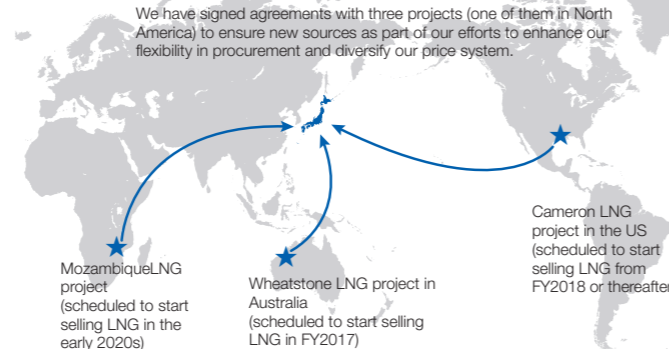 We have signed agreements with three projects (one of them in North
America) to ensure new sources as part of our efforts to enhance our
flexibility in procurement and diversify our price system.
MozambiqueLNG
project
(scheduled to start
selling LNG in the
early 2020s)
Wheatstone LNG project in
Australia
(scheduled to start selling
LNG in FY2017)
Cameron LNG
project in the US
(scheduled to start
selling LNG from
FY2018 or thereafter